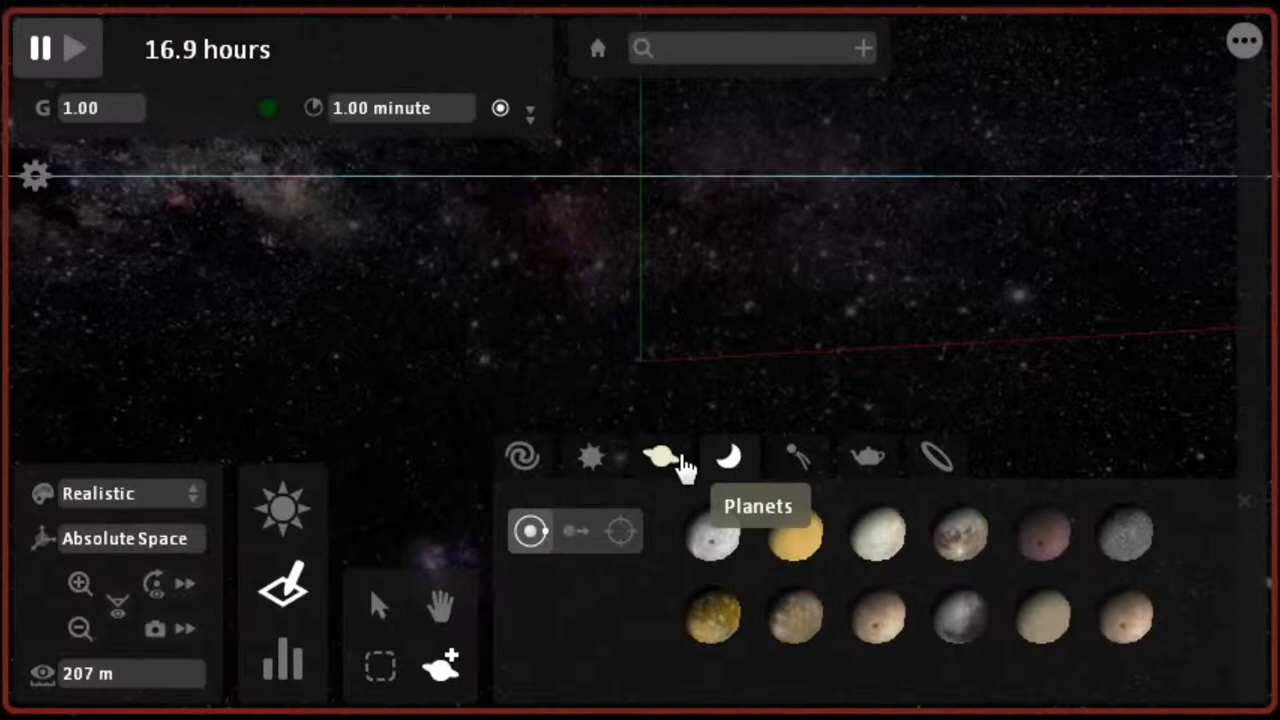 16.9 hours
G 1.00
1.00 minute
Planets
Realistic
Absolute Space
207 m